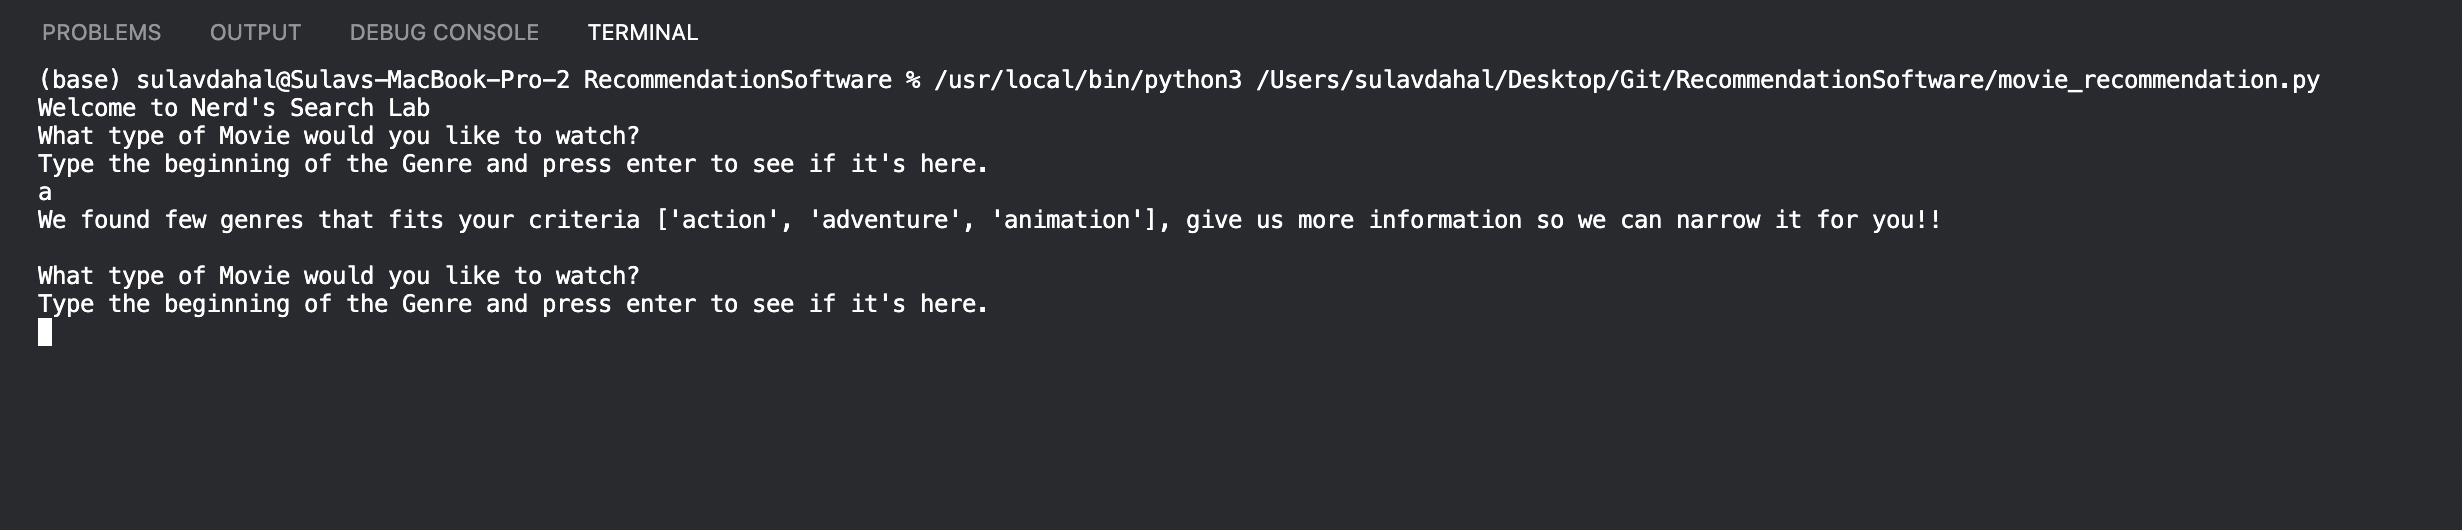 PROBLEMS OUTPUT DEBUG CONSOLE TERMINAL
(base) sulavdahal@Sulavs-MacBook-Pro-2 RecommendationSoftware % /usr/local/bin/python3 /Users/sulavdahal/Desktop/Git/RecommendationSoftware/movie_recommendation.py
Welcome to Nerd's Search Lab
What type of Movie would you like to watch?
Type the beginning of the Genre and press enter to see if it's here.
a
We found few genres that fits your criteria ['action', 'adventure', 'animation'], give us more information so we can narrow it for you!!
What type of Movie would you like to watch?
Type the beginning of the Genre and press enter to see if it's here.